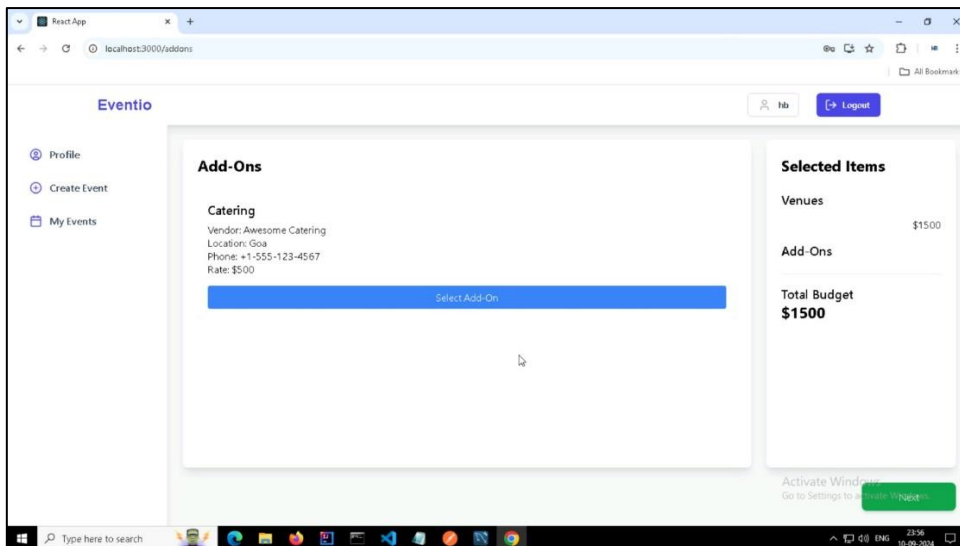 React App
localhost:3000/addons
All Bookmark
Eventio
hb
Logout
Profile
Create Event
My Events
Add-Ons
Catering
Vendor: Awesome Catering
Location: Goa
Phone: +1-555-123-4567
Rate: $500
Select Add-On
Selected Items
Venues
$1500
Add-Ons
Total Budget
$1500
Activate Windows
Go to Settings to activate Windows.
Next
Type here to search
ENG
23:56
10-09-2024